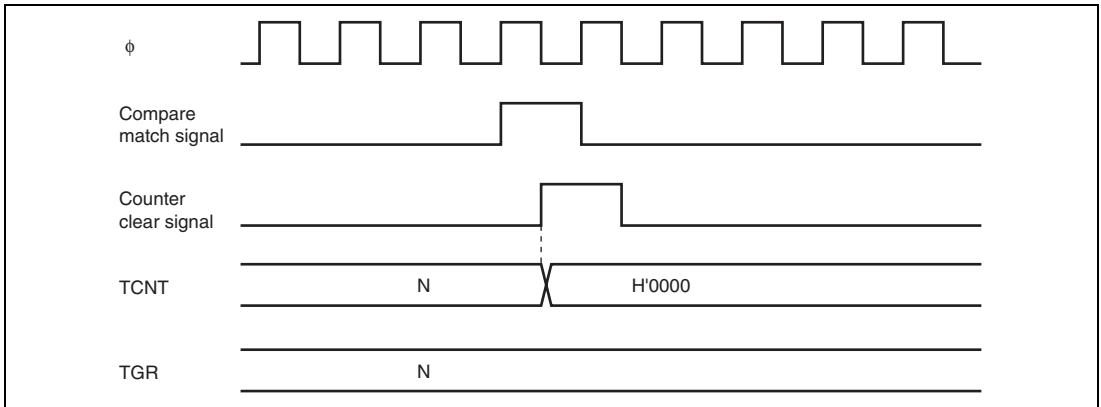 ϕ
Compare
match signal
Counter
clear signal
TCNT
N
H'0000
TGR
N